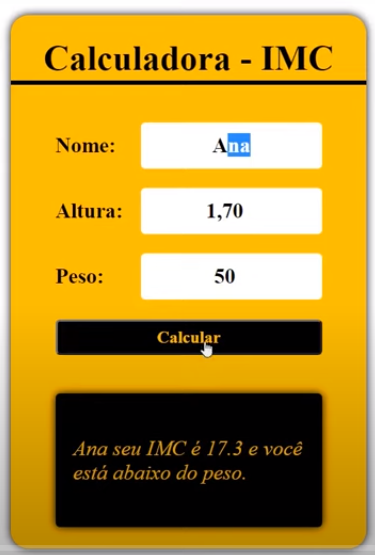 Calculadora - IMC
Nome: Ana
Altura: 1,70
Peso: 50
Calcular
Ana seu IMC é 17.3 e você
está abaixo do peso.